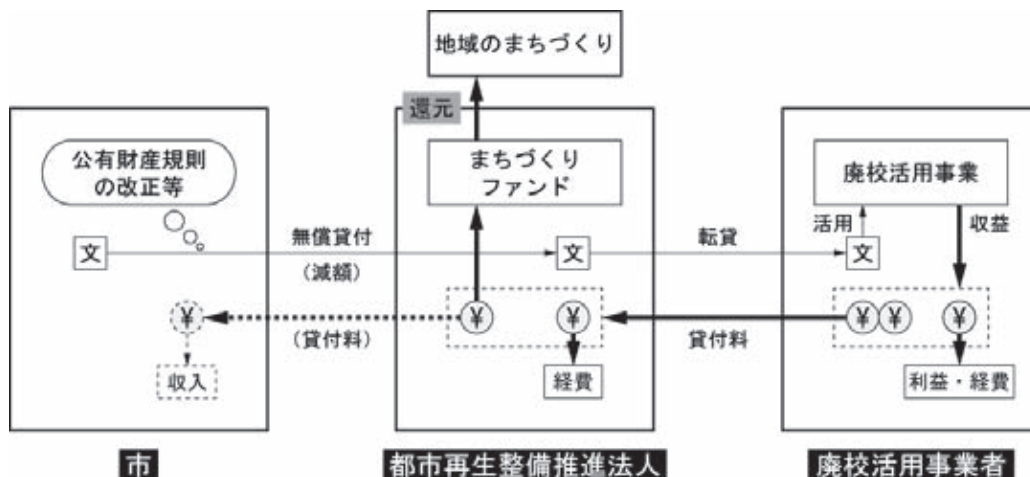 地域のまちづくり
還元
公有財産規則
の改正等
まちづくり
ファンド
廃校活用事業
無償貸付
(減額)
転貸
活用
収益
文
文
文
¥
(貸付料)
¥
¥
貸付料
¥¥
¥
収入
経費
利益・経費
市
都市再生整備推進法人
廃校活用事業者